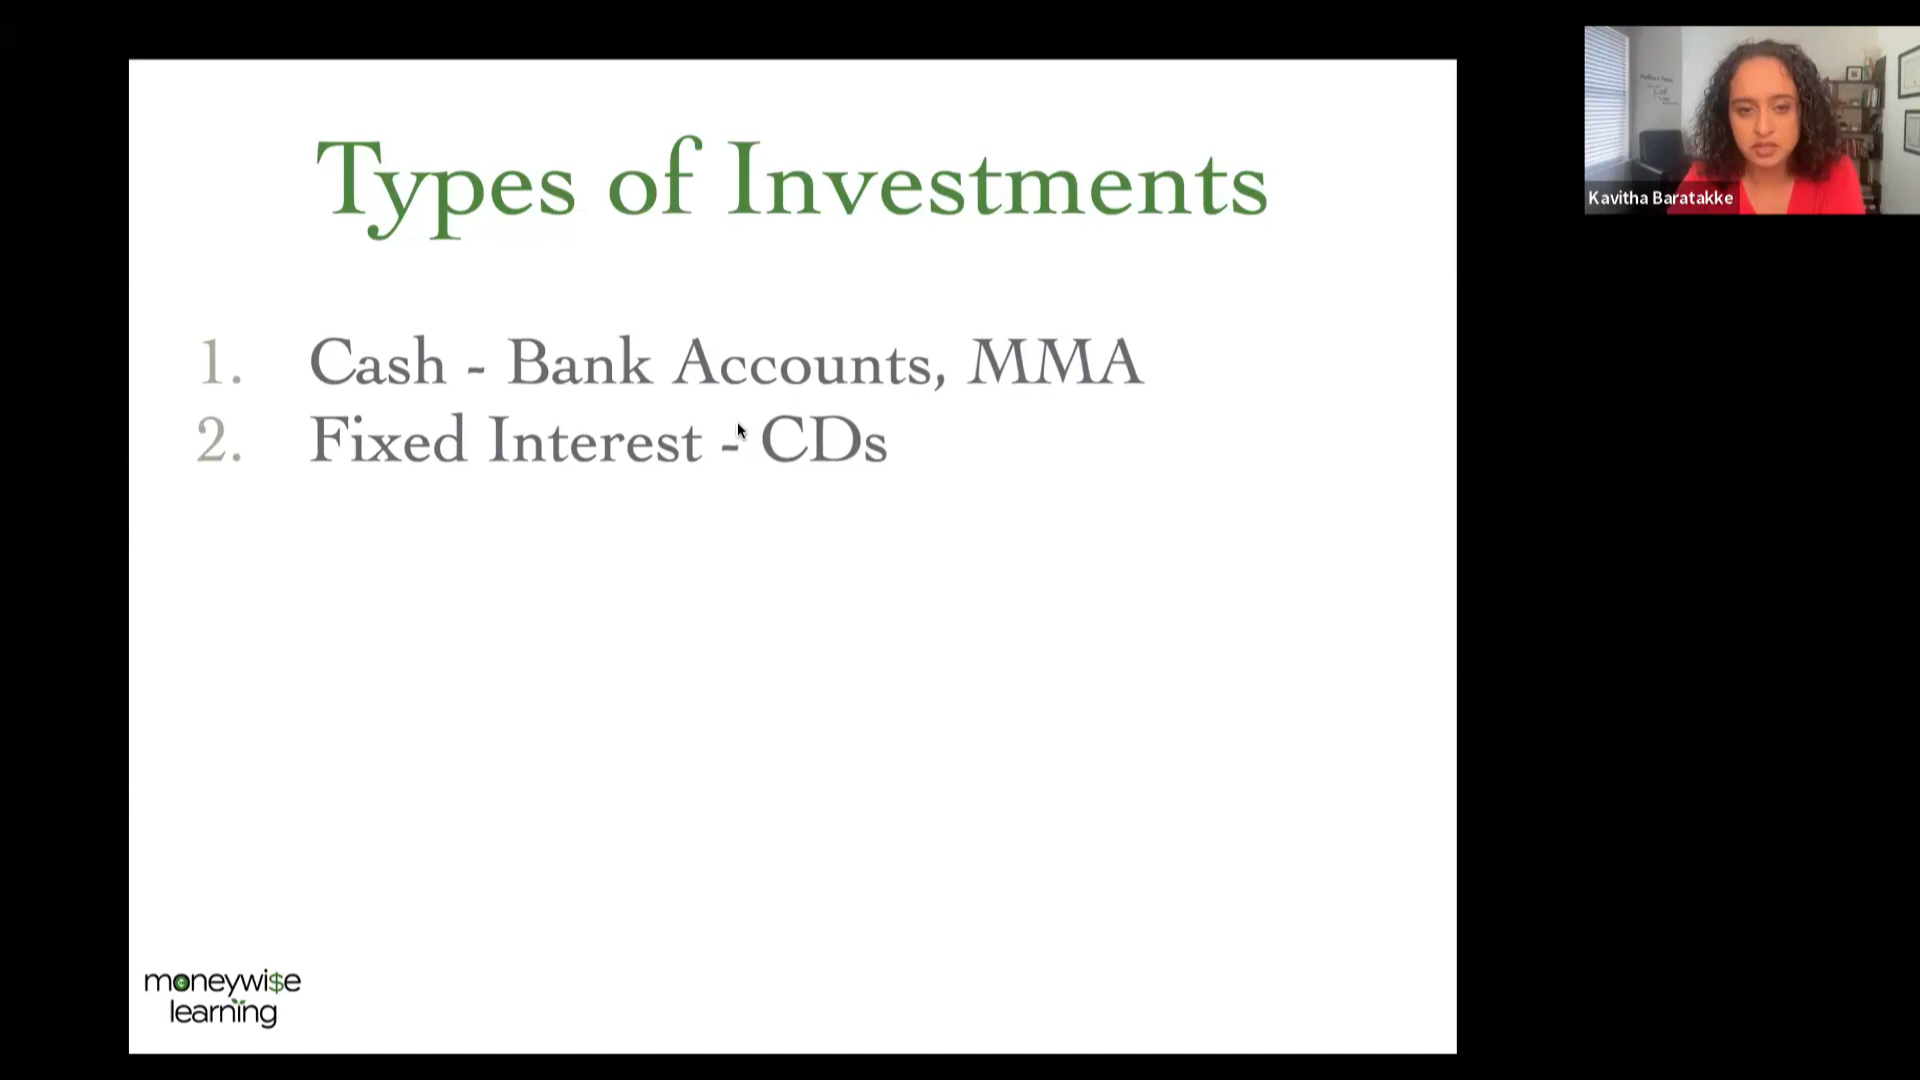 Types of Investments
1. Cash - Bank Accounts, MMA
2. Fixed Interest - CDs
moneywi$e
learning
Kavitha Baratakke